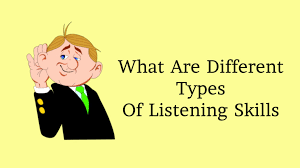 What Are Different
Types
Of Listening Skills